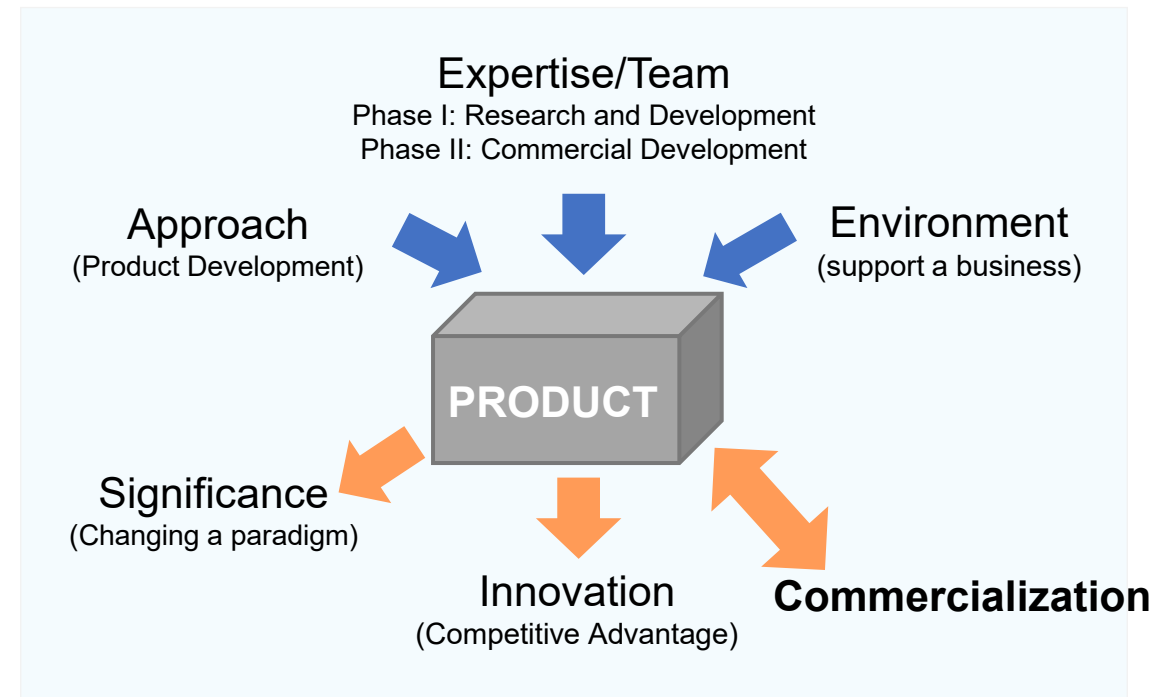 Expertise/Team
Phase I: Research and Development
Phase II: Commercial Development
Approach
(Product Development)
Environment
(support a business)
PRODUCT
Significance
(Changing a paradigm)
Innovation
(Competitive Advantage)
Commercialization